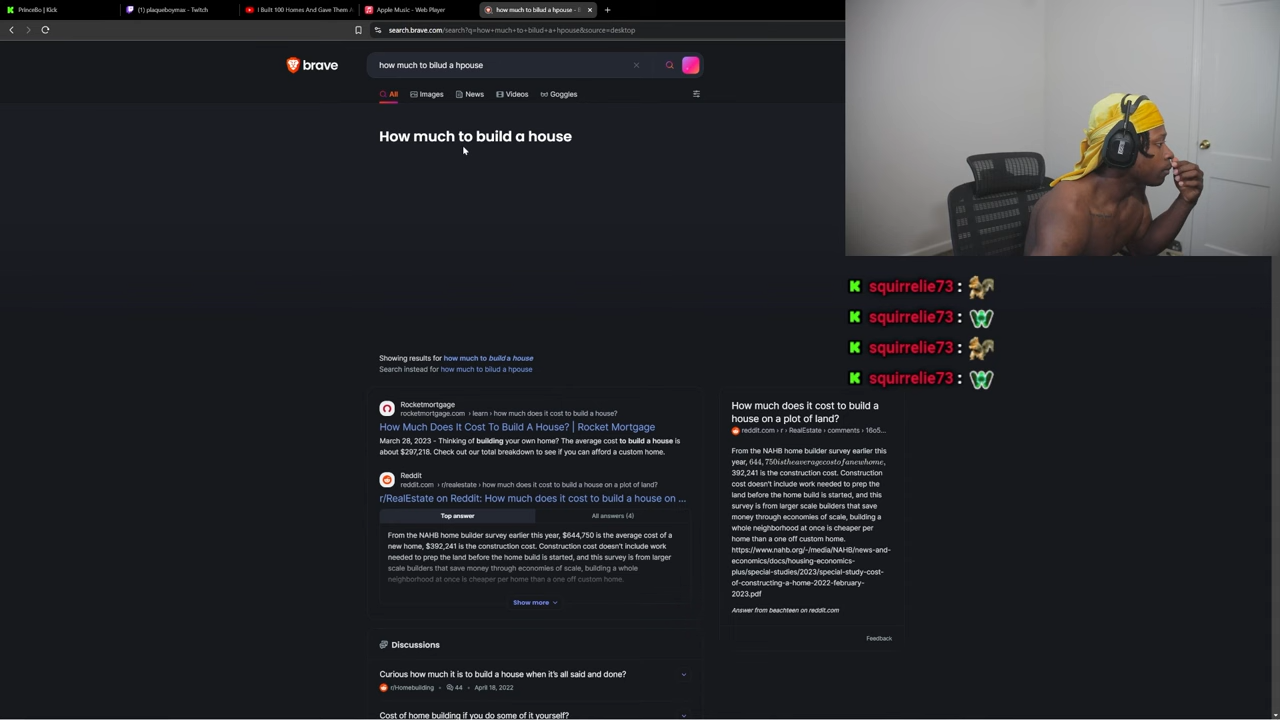 PrinceBo | Kick
(1) plaqueboymax - Twitch
I Built 100 Homes And Gave Them A
Apple Music - Web Player
how much to bilud a hpouse -
search.brave.com/search?q=how+much+to+bilud+a+hpouse&source=desktop
brave
how much to bilud a hpouse
All
Images
News
Videos
Goggles
How much to build a house
squirrelie73 :
squirrelie73 :
squirrelie73 :
squirrelie73 :
Showing results for how much to build a house
Search instead for how much to bilud a hpouse
Rocketmortgage
rocketmortgage.com › learn › how much does it cost to build a house?
How Much Does It Cost To Build A House? | Rocket Mortgage
March 28, 2023 - Thinking of building your own home? The average cost to build a house is
about $297,218. Check out our total breakdown to see if you can afford a custom home.
Reddit
reddit.com › r/realestate › how much does it cost to build a house on a plot of land?
r/RealEstate on Reddit: How much does it cost to build a house on ...
Top answer
All answers (4)
From the NAHB home builder survey earlier this year, $644,750 is the average cost of a
new home, $392,241 is the construction cost. Construction cost doesn't include work
needed to prep the land before the home build is started, and this survey is from larger
scale builders that save money through economies of scale, building a whole
neighborhood at once is cheaper per home than a one off custom home.
Show more
Discussions
Curious how much it is to build a house when it's all said and done?
r/Homebuilding • 44 • April 18, 2022
Cost of home building if you do some of it yourself?
How much does it cost to build a
house on a plot of land?
reddit.com › r › RealEstate › comments › 16o5...
From the NAHB home builder survey earlier this
year, 644,750istheaveragecostofanewhome,
392,241 is the construction cost. Construction
cost doesn't include work needed to prep the
land before the home build is started, and this
survey is from larger scale builders that save
money through economies of scale, building a
whole neighborhood at once is cheaper per
home than a one off custom home.
https://www.nahb.org/-/media/NAHB/news-and-
economics/docs/housing-economics-
plus/special-studies/2023/special-study-cost-
of-constructing-a-home-2022-february-
2023.pdf
Answer from beachteen on reddit.com
Feedback